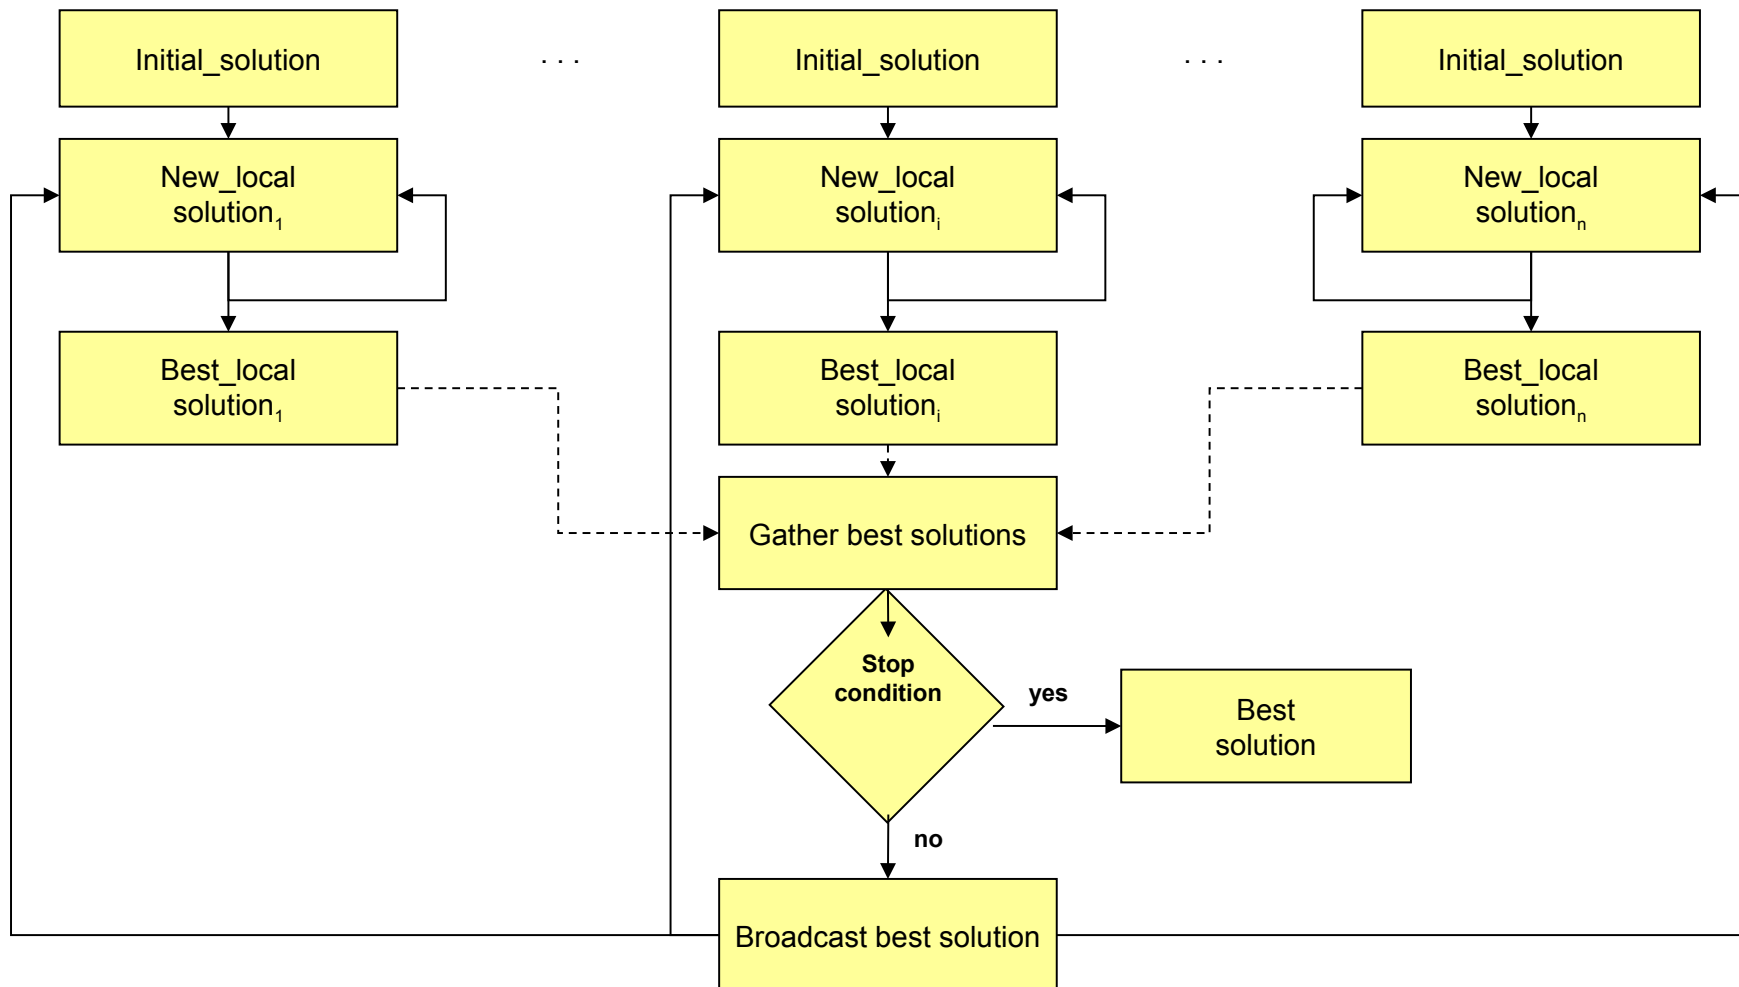 Initial_solution
. . .
Initial_solution
. . .
Initial_solution
New_local
solution₁
New_local
solutionᵢ
New_local
solutionₙ
Best_local
solution₁
Best_local
solutionᵢ
Best_local
solutionₙ
Gather best solutions
Stop
condition
yes
Best
solution
no
Broadcast best solution